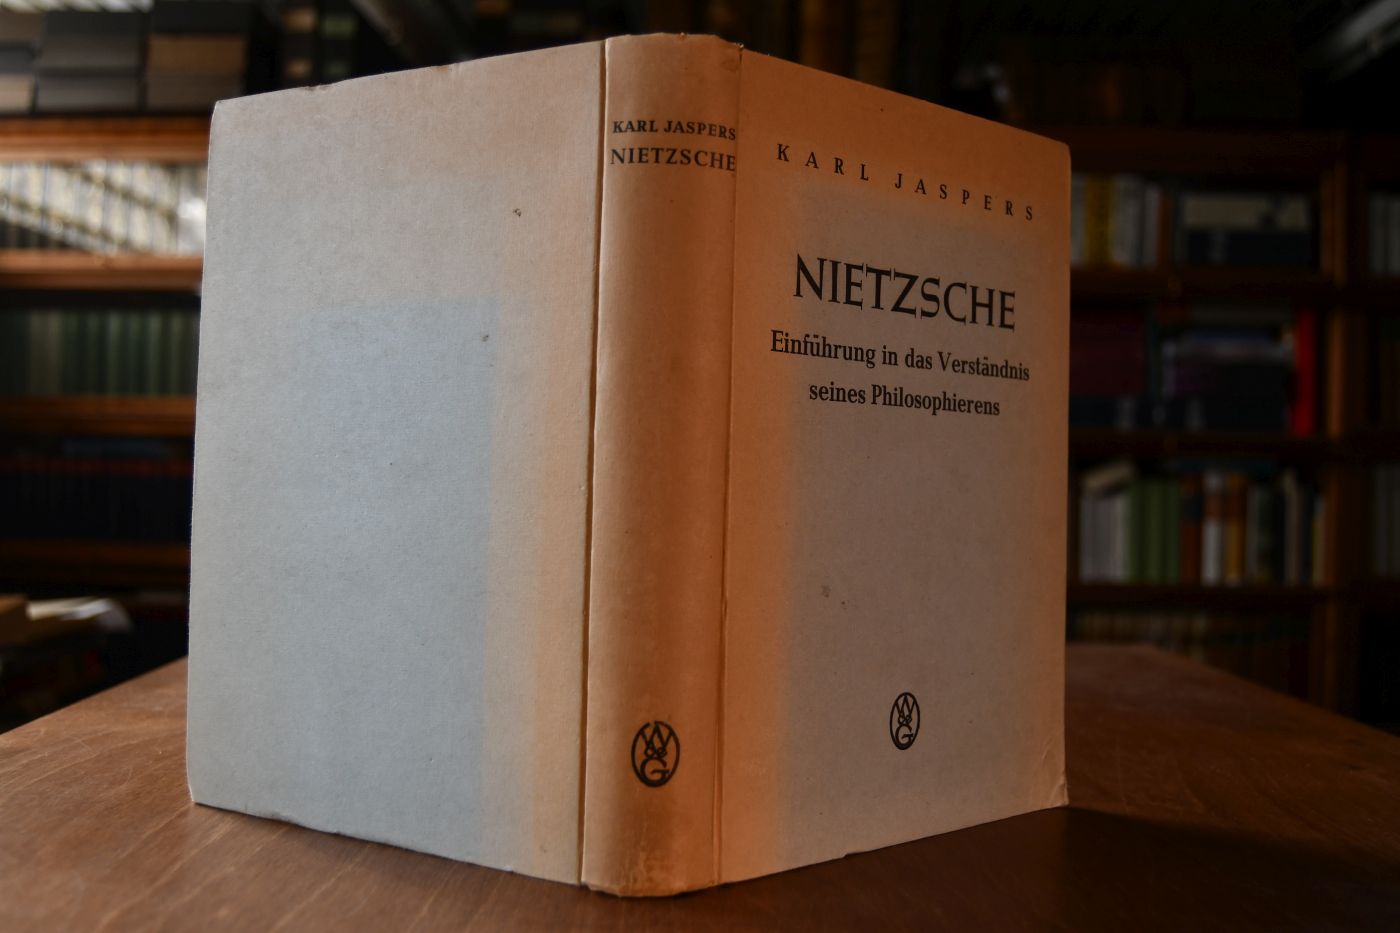 KARL JASPERS
NIETZSCHE
W
&
G
KARL JASPERS
NIETZSCHE
Einführung in das Verständnis
seines Philosophierens
W
&
G